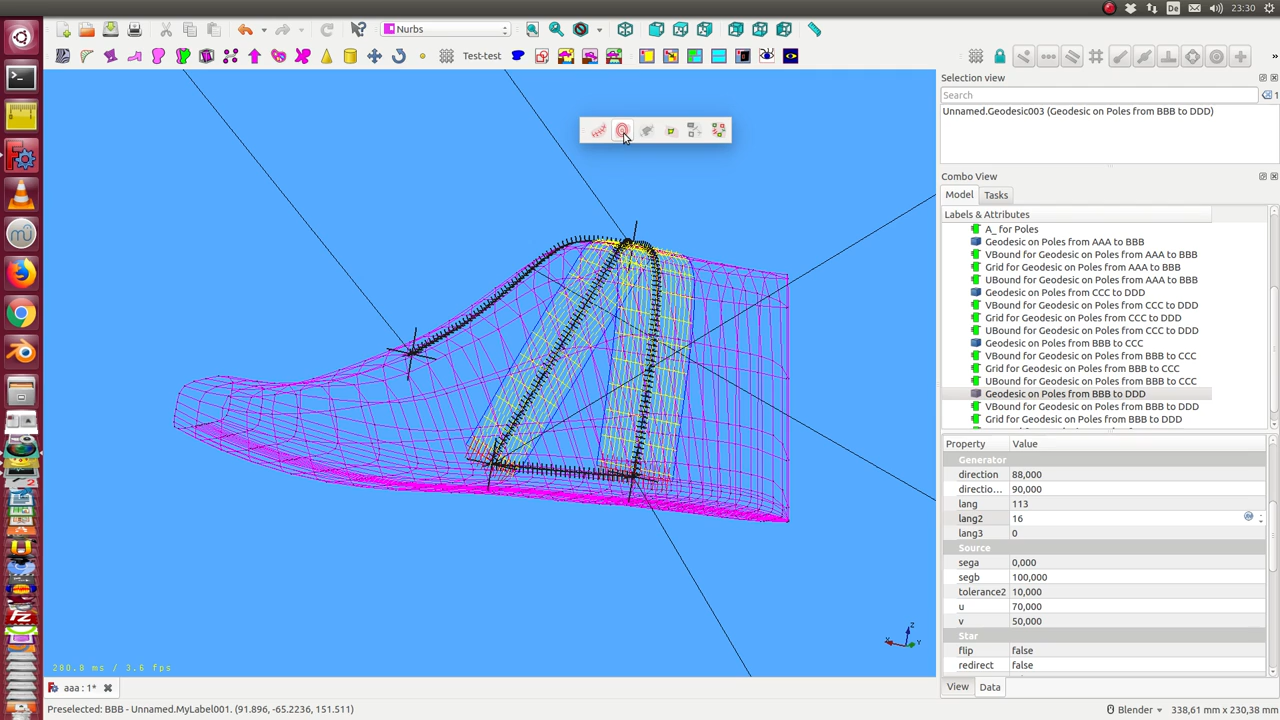 De
23:30
Nurbs
Test-test
»
Selection view
Search
1
Unnamed.Geodesic003 (Geodesic on Poles from BBB to DDD)
Combo View
Model Tasks
Labels & Attributes
A_ for Poles
Geodesic on Poles from AAA to BBB
VBound for Geodesic on Poles from AAA to BBB
Grid for Geodesic on Poles from AAA to BBB
UBound for Geodesic on Poles from AAA to BBB
Geodesic on Poles from CCC to DDD
VBound for Geodesic on Poles from CCC to DDD
Grid for Geodesic on Poles from CCC to DDD
UBound for Geodesic on Poles from CCC to DDD
Geodesic on Poles from BBB to CCC
VBound for Geodesic on Poles from BBB to CCC
Grid for Geodesic on Poles from BBB to CCC
UBound for Geodesic on Poles from BBB to CCC
Geodesic on Poles from BBB to DDD
VBound for Geodesic on Poles from BBB to DDD
Grid for Geodesic on Poles from BBB to DDD
Property Value
Generator
direction 88,000
directio... 90,000
lang 113
lang2 16
lang3 0
Source
sega 0,000
segb 100,000
tolerance2 10,000
u 70,000
v 50,000
Star
flip false
redirect false
View Data
280.8 ms / 3.6 fps
aaa : 1*
Preselected: BBB - Unnamed.MyLabel001. (91.896, -65.2236, 151.511)
Blender
338,61 mm x 230,38 mm